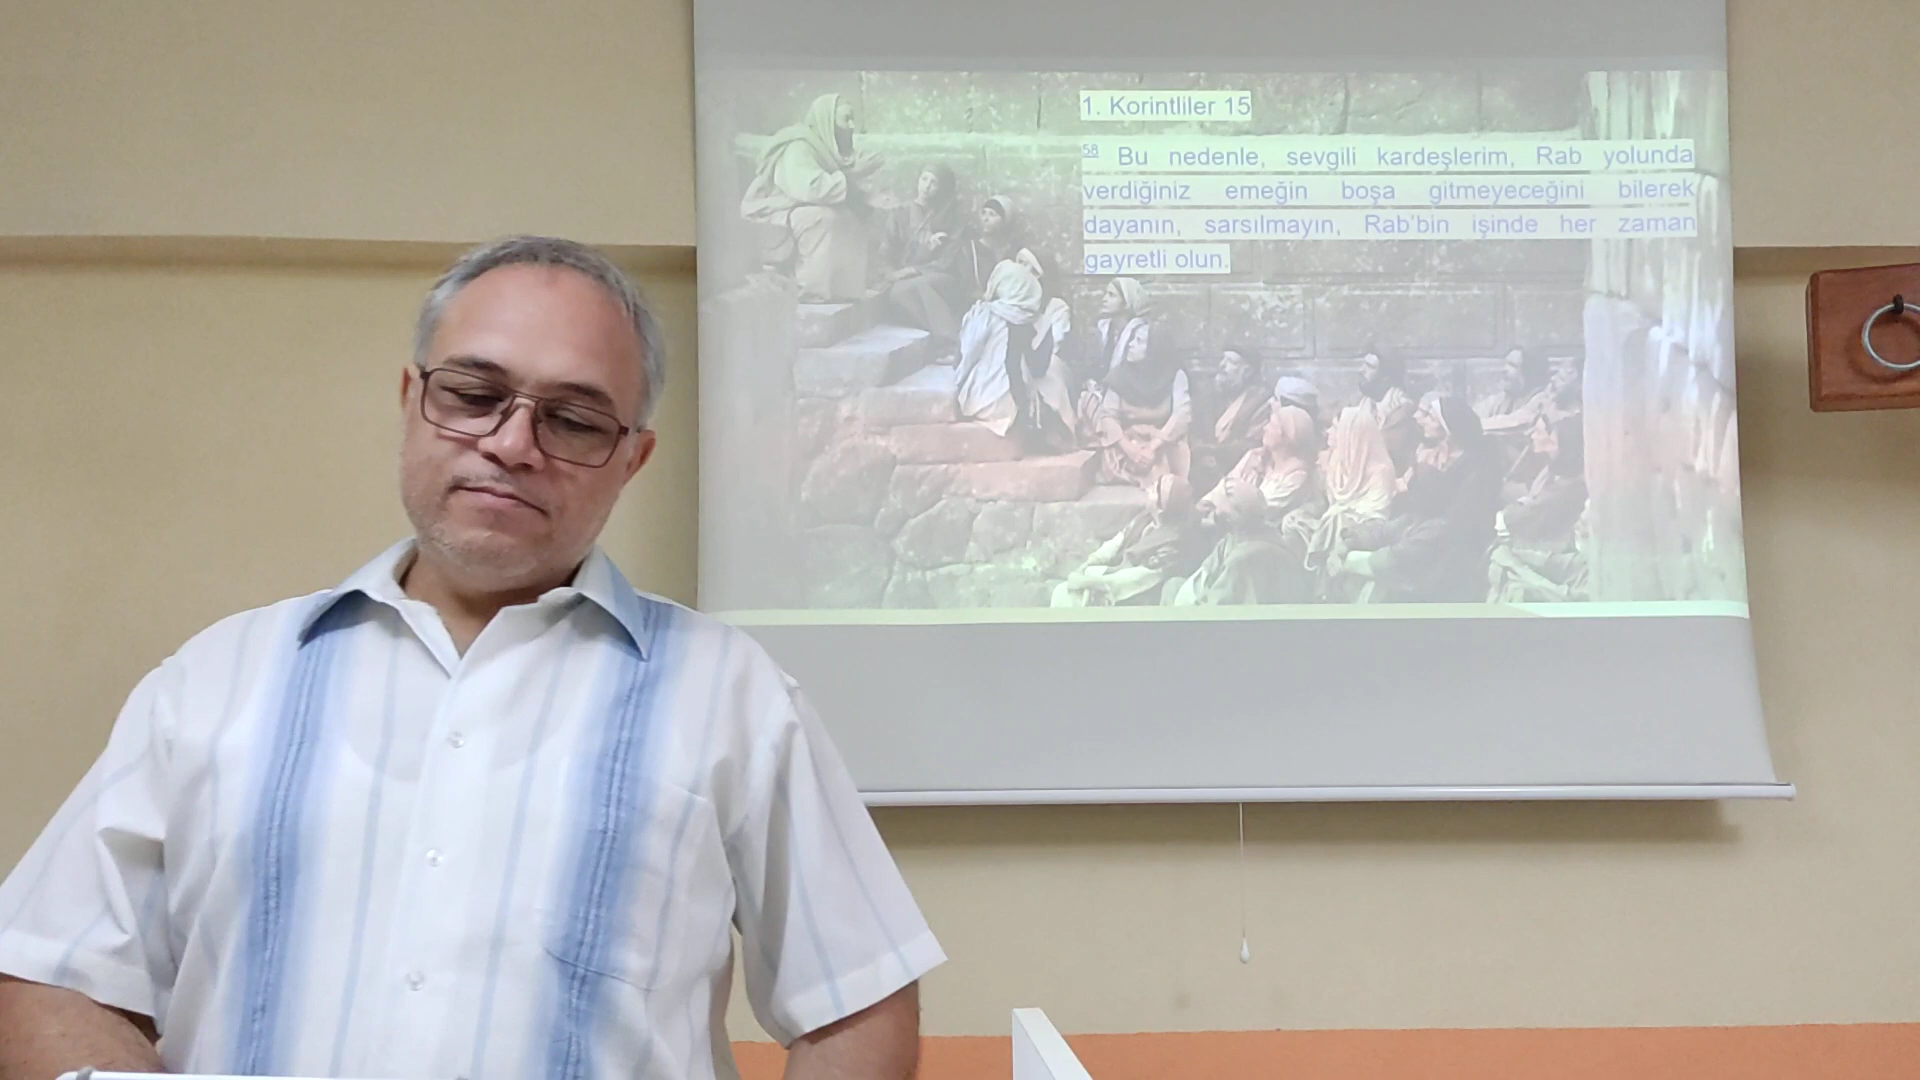 1. Korintliler 15
58 Bu nedenle, sevgili kardeşlerim, Rab yolunda
verdiğiniz emeğin boşa gitmeyeceğini bilerek
dayanın, sarsılmayın, Rab'bin işinde her zaman
gayretli olun.